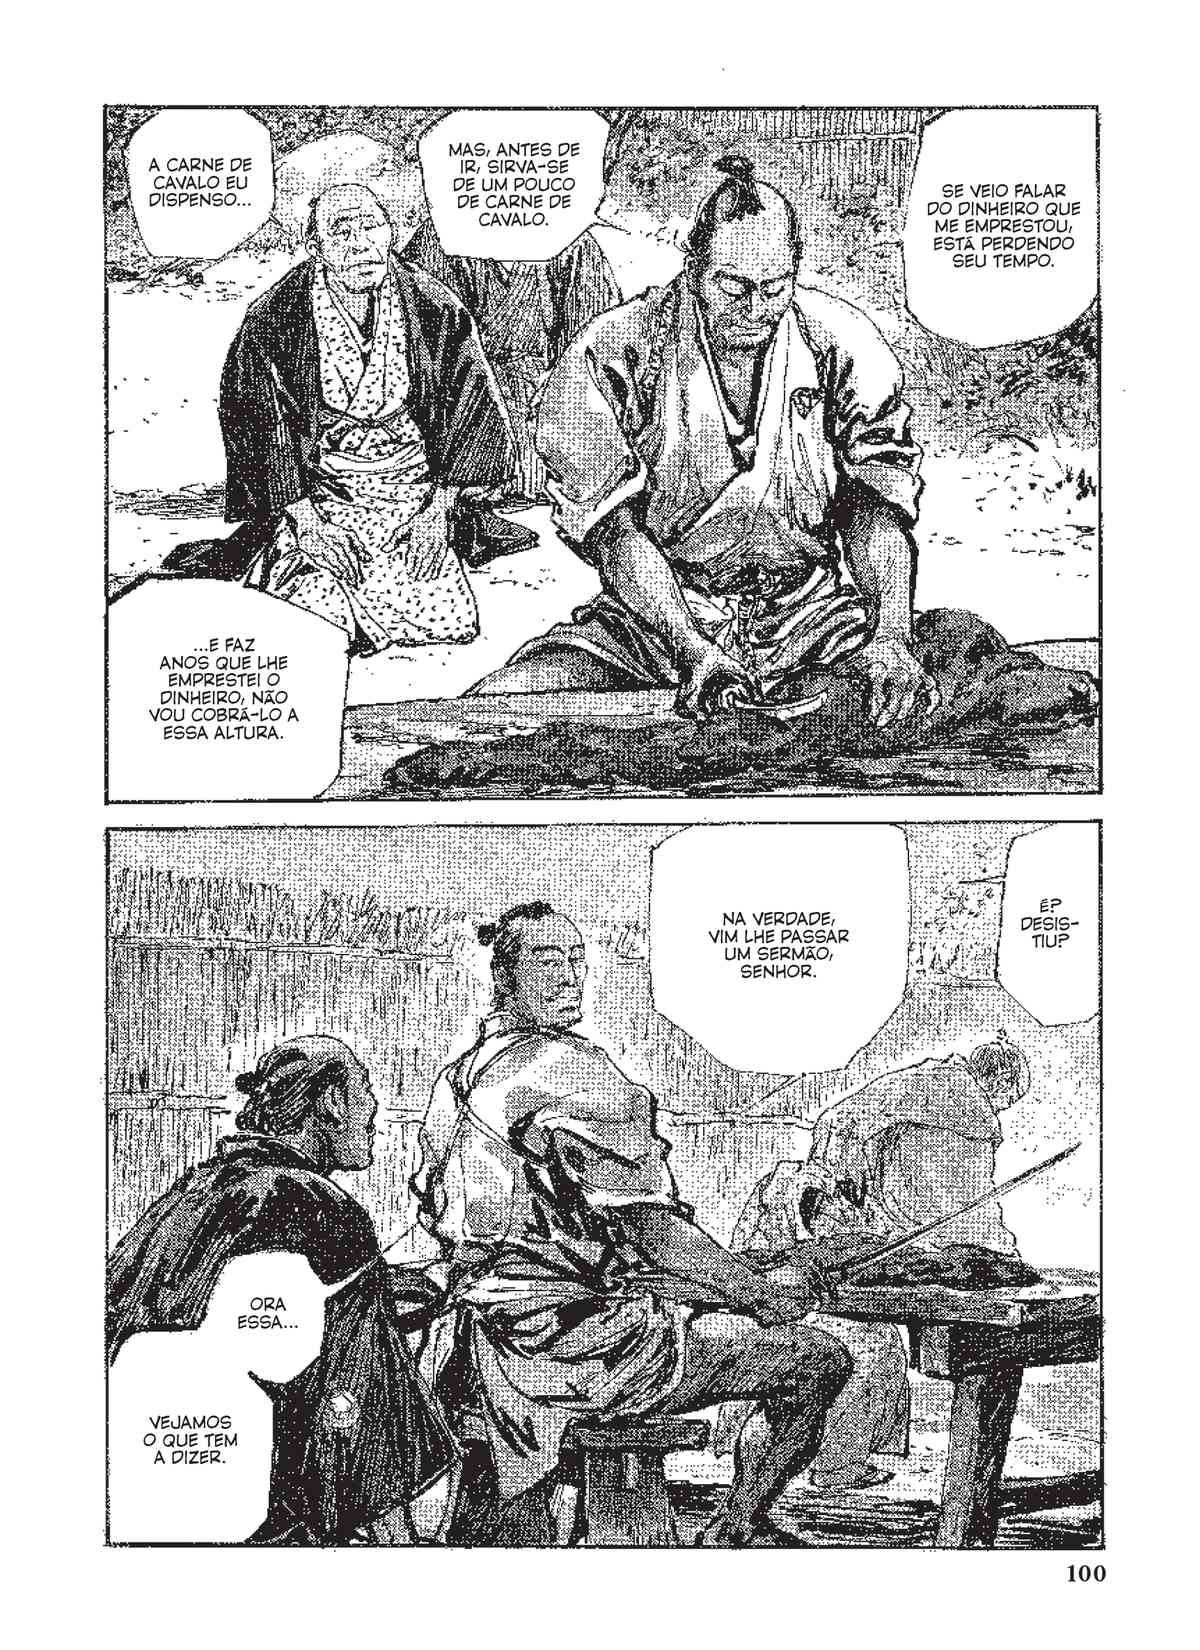 SE VEIO FALAR
DO DINHEIRO QUE
ME EMPRESTOU,
ESTÁ PERDENDO
SEU TEMPO.
MAS, ANTES DE
IR, SIRVA-SE
DE UM POUCO
DE CARNE DE
CAVALO.
A CARNE DE
CAVALO EU
DISPENSO...
...E FAZ
ANOS QUE LHE
EMPRESTEI O
DINHEIRO, NÃO
VOU COBRÁ-LO A
ESSA ALTURA.
É?
DESIS-
TIU?
NA VERDADE,
VIM LHE PASSAR
UM SERMÃO,
SENHOR.
ORA
ESSA...
VEJAMOS
O QUE TEM
A DIZER.
100